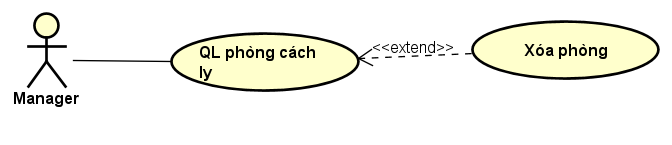 QL phòng cách
ly
<<extend>>
Xóa phòng
Manager